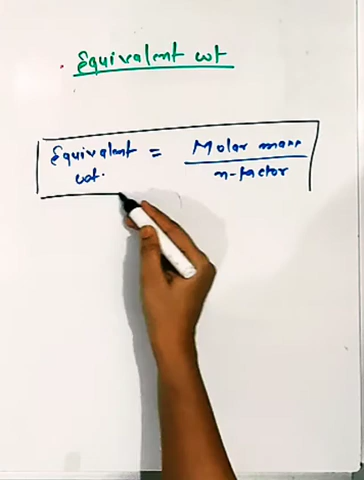 Equivalent wt
Equivalent wt. = Molar mass
n-factor